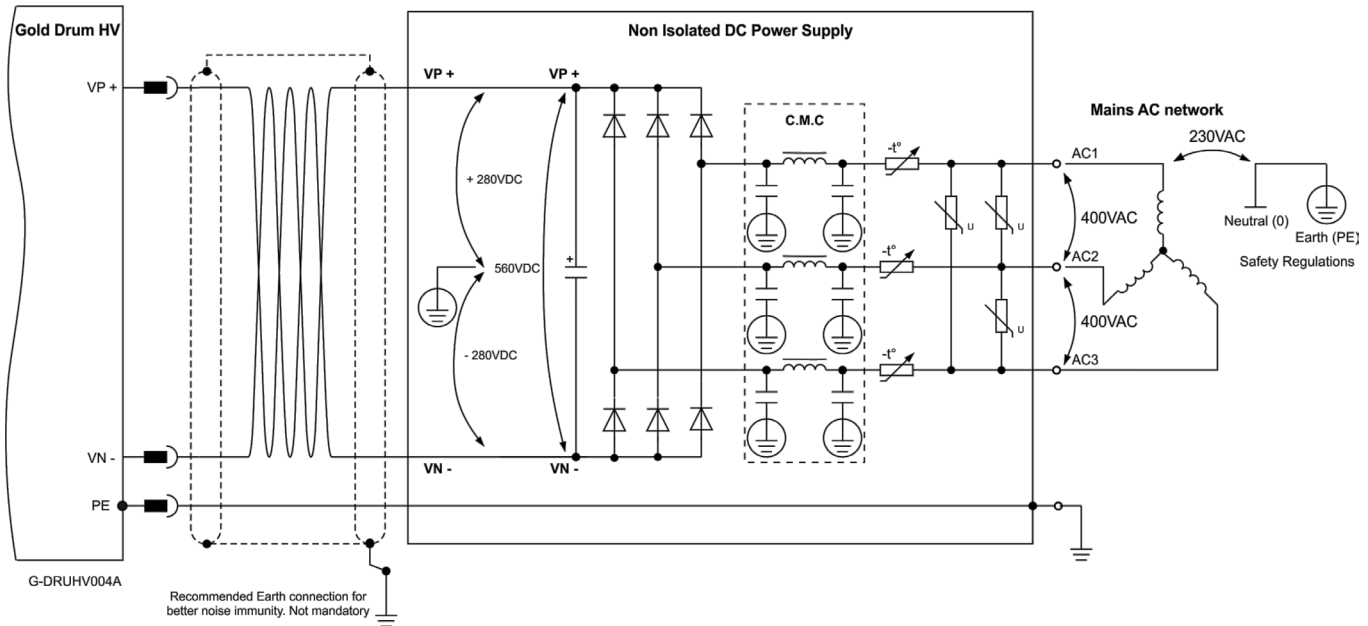 Gold Drum HV
Non Isolated DC Power Supply
VP +
VP +
VP +
C.M.C
Mains AC network
230VAC
-t°
AC1
+ 280VDC
400VAC
U
U
Neutral (0)
Earth (PE)
Safety Regulations
560VDC
-t°
AC2
400VAC
U
- 280VDC
-t°
AC3
VN -
VN -
VN -
PE
+
G-DRUHV004A
Recommended Earth connection for
better noise immunity. Not mandatory